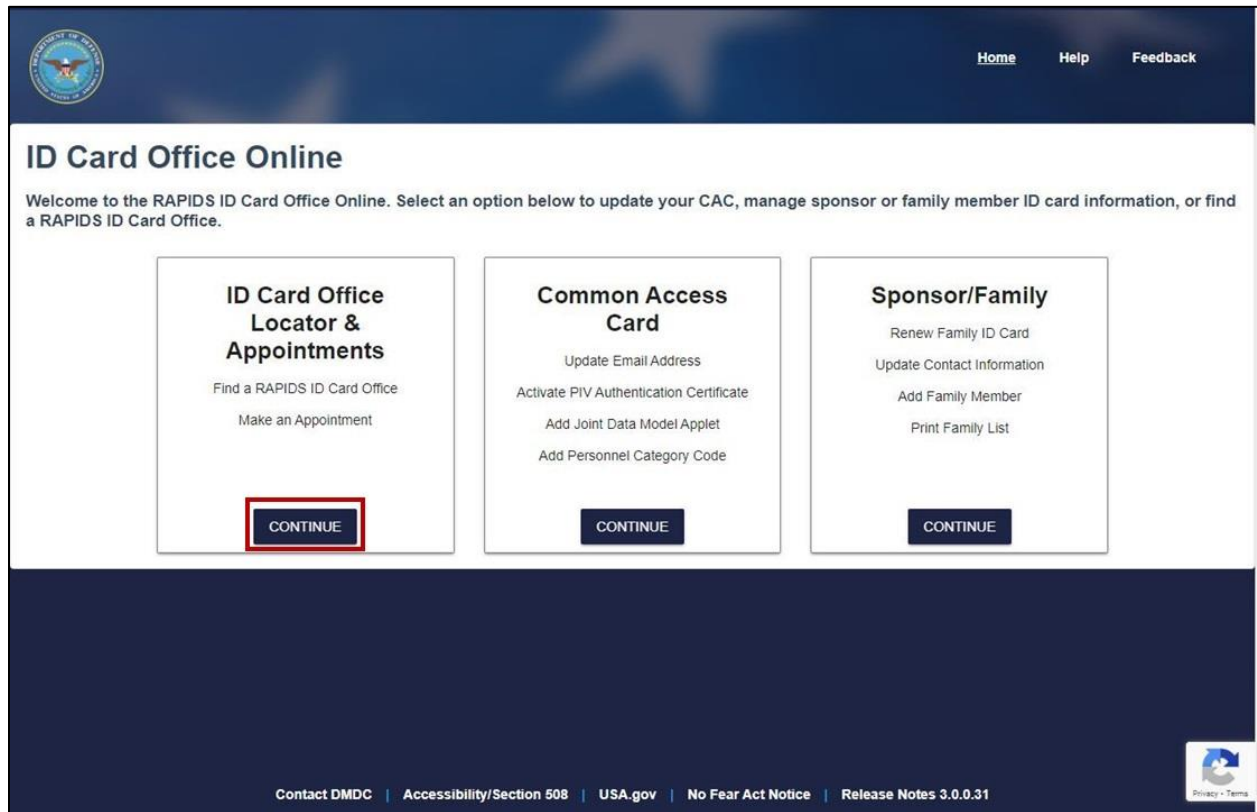 Home Help Feedback
ID Card Office Online
Welcome to the RAPIDS ID Card Office Online. Select an option below to update your CAC, manage sponsor or family member ID card information, or find
a RAPIDS ID Card Office.
ID Card Office
Locator &
Appointments
Find a RAPIDS ID Card Office
Make an Appointment
CONTINUE
Common Access
Card
Update Email Address
Activate PIV Authentication Certificate
Add Joint Data Model Applet
Add Personnel Category Code
CONTINUE
Sponsor/Family
Renew Family ID Card
Update Contact Information
Add Family Member
Print Family List
CONTINUE
Contact DMDC | Accessibility/Section 508 | USA.gov | No Fear Act Notice | Release Notes 3.0.0.31
Privacy - Terms